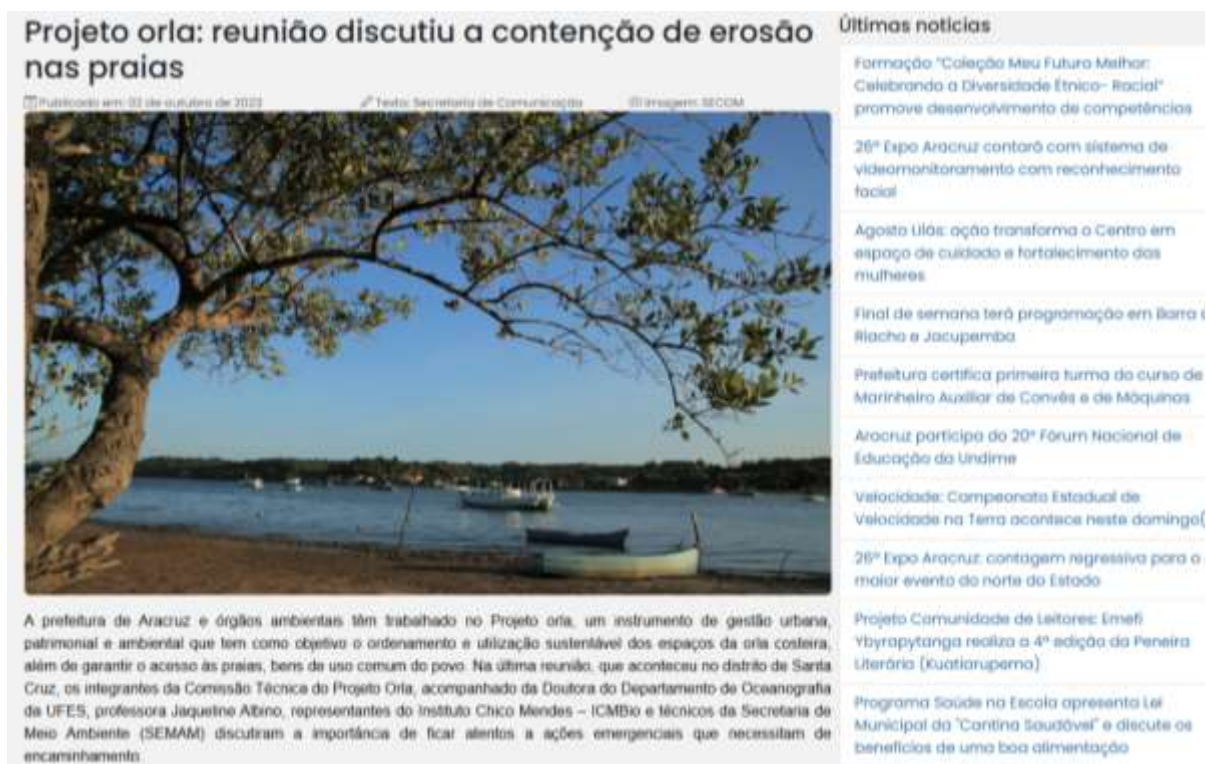 Projeto orla: reunião discutiu a contenção de erosão
nas praias
Publicado em: 02 de outubro de 2023
Texto: Secretaria de Comunicação
Imagem: SECOM
A prefeitura de Aracruz e órgãos ambientais têm trabalhado no Projeto orla, um instrumento de gestão urbana,
patrimonial e ambiental que tem como objetivo o ordenamento e utilização sustentável dos espaços da orla costeira,
além de garantir o acesso às praias, bens de uso comum do povo. Na última reunião, que aconteceu no distrito de Santa
Cruz, os integrantes da Comissão Técnica do Projeto Orla, acompanhado da Doutora do Departamento de Oceanografia
da UFES, professora Jaqueline Albino, representantes do Instituto Chico Mendes – ICMBio e técnicos da Secretaria de
Meio Ambiente (SEMAM) discutiram a importância de ficar atentos a ações emergenciais que necessitam de
encaminhamento.
Últimas noticias
Formação "Coleção Meu Futuro Melhor:
Celebrando a Diversidade Étnico- Racial"
promove desenvolvimento de competências
26ª Expo Aracruz contará com sistema de
videomonitoramento com reconhecimento
facial
Agosto Lilás: ação transforma o Centro em
espaço de cuidado e fortalecimento das
mulheres
Final de semana terá programação em Barra
Riacho e Jacupemba
Prefeitura certifica primeira turma do curso de
Marinheiro Auxiliar de Convés e de Máquinas
Aracruz participa do 20º Fórum Nacional de
Educação da Undime
Velocidade: Campeonato Estadual de
Velocidade na Terra acontece neste domingo(
26ª Expo Aracruz: contagem regressiva para o
maior evento do norte do Estado
Projeto Comunidade de Leitores: Emefi
Ybyrapytanga realiza a 4ª edição da Peneira
Literária (Kuatiarupema)
Programa Saúde na Escola apresenta Lei
Municipal da "Cantina Saudável" e discute os
benefícios de uma boa alimentação